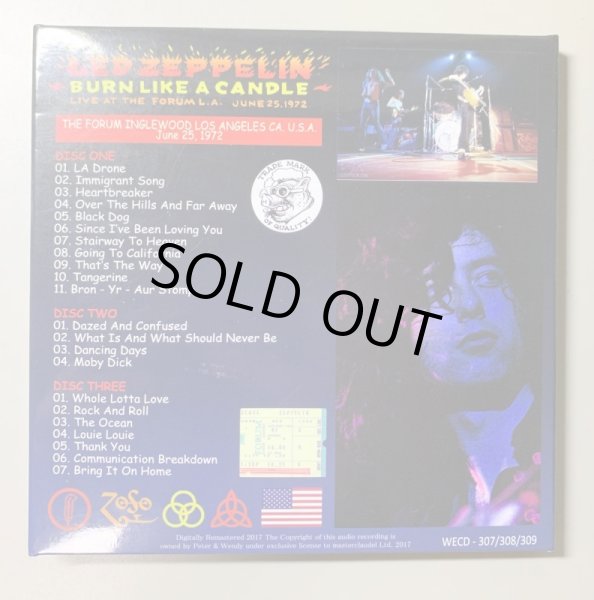 LED ZEPPELIN
BURN LIKE A CANDLE
LIVE AT THE FORUM L.A. JUNE 25, 1972
THE FORUM INGLEWOOD LOS ANGELES CA. U.S.A.
June 25, 1972
DISC ONE
01. LA Drone
02. Immigrant Song
03. Heartbreaker
04. Over The Hills And Far Away
05. Black Dog
06. Since I've Been Loving You
07. Stairway To Heaven
08. Going To California
09. That's The Way
10. Tangerine
11. Bron - Yr - Aur Stomp
TRADE MARK
OF QUALITY
SOLD OUT
DISC TWO
01. Dazed And Confused
02. What Is And What Should Never Be
03. Dancing Days
04. Moby Dick
DISC THREE
01. Whole Lotta Love
02. Rock And Roll
03. The Ocean
04. Louie Louie
05. Thank You
06. Communication Breakdown
07. Bring It On Home
ZoSo
Digitally Remastered 2017 The Copyright of this audio recording is
owned by Peter & Wendy under exclusive license to masterclaudel Ltd. 2017
WECD - 307/308/309